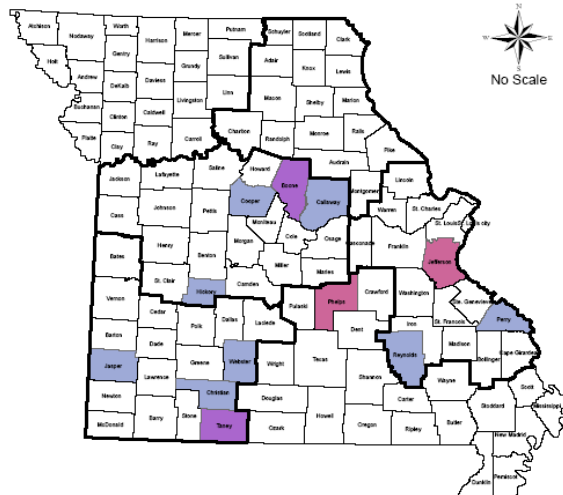 N
W E
S
No Scale
Atchison
Nodaway
Worth
Harrison
Mercer
Putnam
Schuyler
Scotland
Clark
Holt
Gentry
Grundy
Sullivan
Adair
Knox
Lewis
Andrew
DeKalb
Daviess
Linn
Macon
Shelby
Marion
Buchanan
Clinton
Caldwell
Livingston
Platte
Clay
Ray
Carroll
Chariton
Randolph
Monroe
Ralls
Pike
Audrain
Howard
Boone
Callaway
Montgomery
Lincoln
Jackson
Lafayette
Saline
Cooper
Warren
St. Charles
Cass
Johnson
Pettis
Moniteau
Cole
Osage
Gasconade
Franklin
St. Louis
St. Louis city
Jefferson
Bates
Henry
Benton
Morgan
Miller
Maries
St. Clair
Hickory
Camden
Vernon
Cedar
Polk
Dallas
Laclede
Pulaski
Phelps
Crawford
Washington
Ste. Genevieve
St. Francois
Perry
Barton
Dade
Greene
Webster
Wright
Texas
Dent
Iron
Reynolds
Madison
Bollinger
Cape Girardeau
Jasper
Lawrence
Christian
Douglas
Shannon
Wayne
Scott
Newton
McDonald
Barry
Stone
Taney
Ozark
Howell
Oregon
Carter
Ripley
Butler
Stoddard
Mississippi
New Madrid
Dunklin
Pemiscot